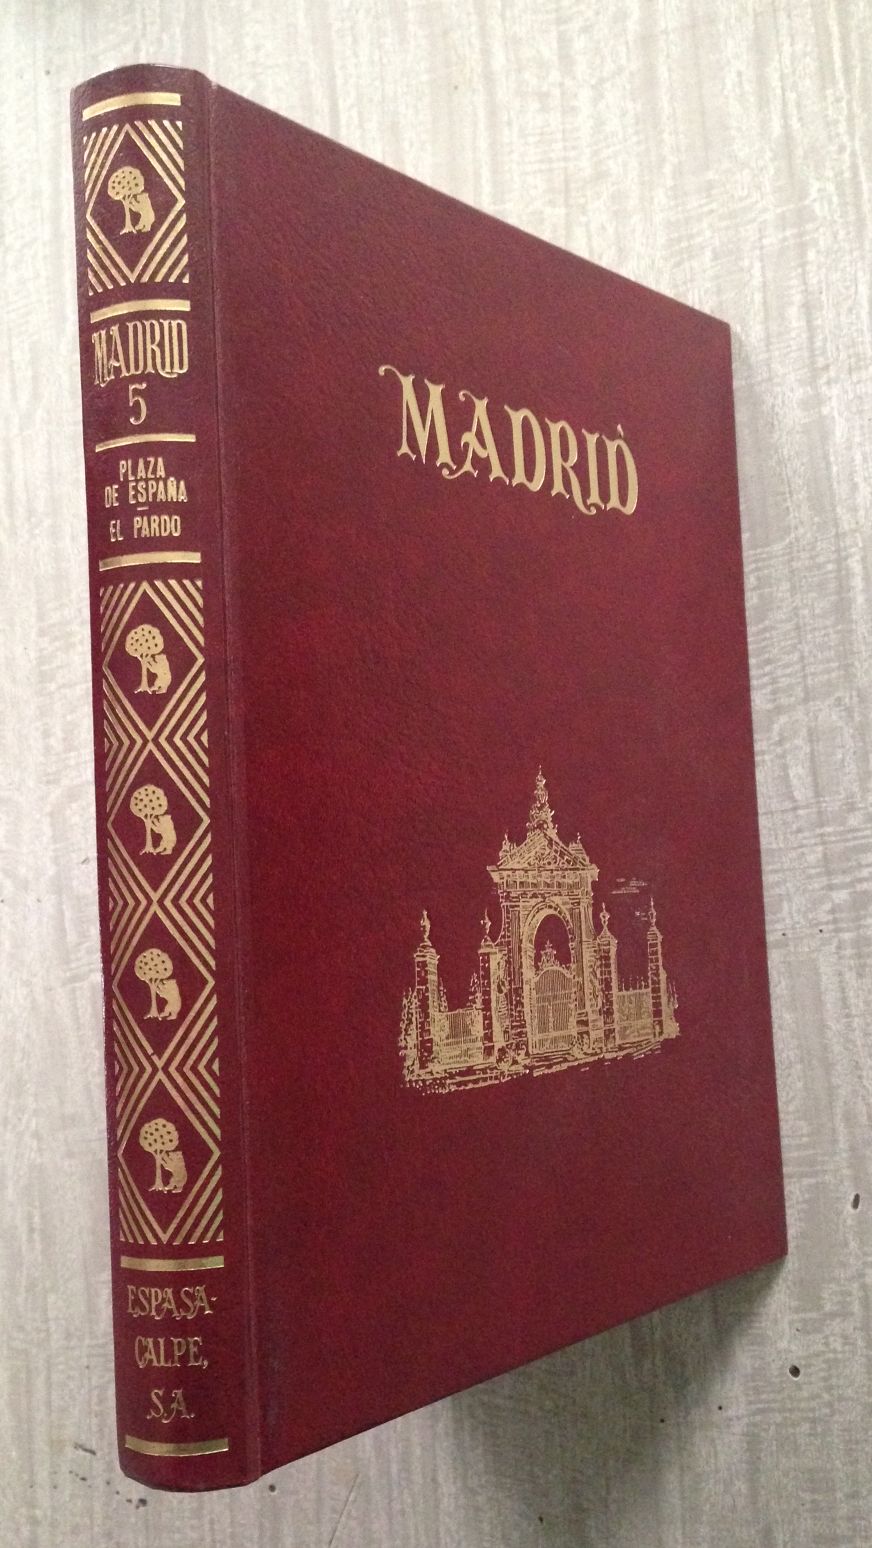 MADRID
5
PLAZA
DE ESPAÑA
-
EL PARDO
ESPASA-
CALPE,
S.A.
MADRID